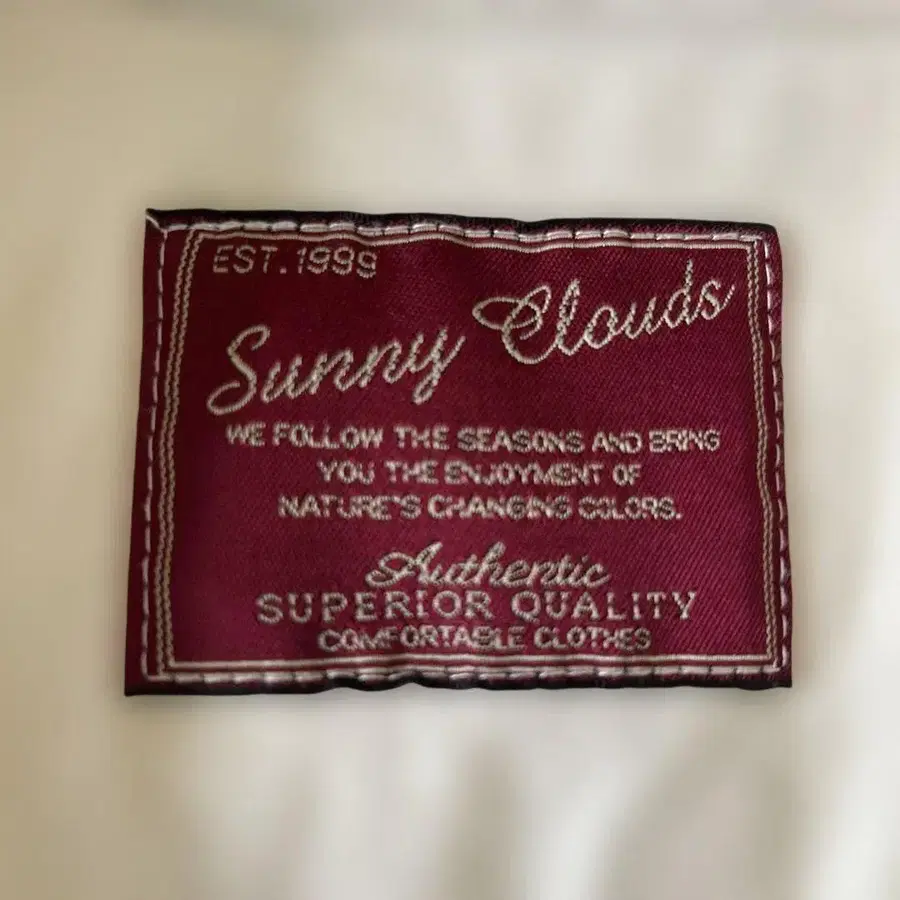 EST. 1999
Sunny Clouds
WE FOLLOW THE SEASONS AND BRING
YOU THE ENJOYMENT OF
NATURE'S CHANGING COLORS.
Authentic
SUPERIOR QUALITY
COMFORTABLE CLOTHES